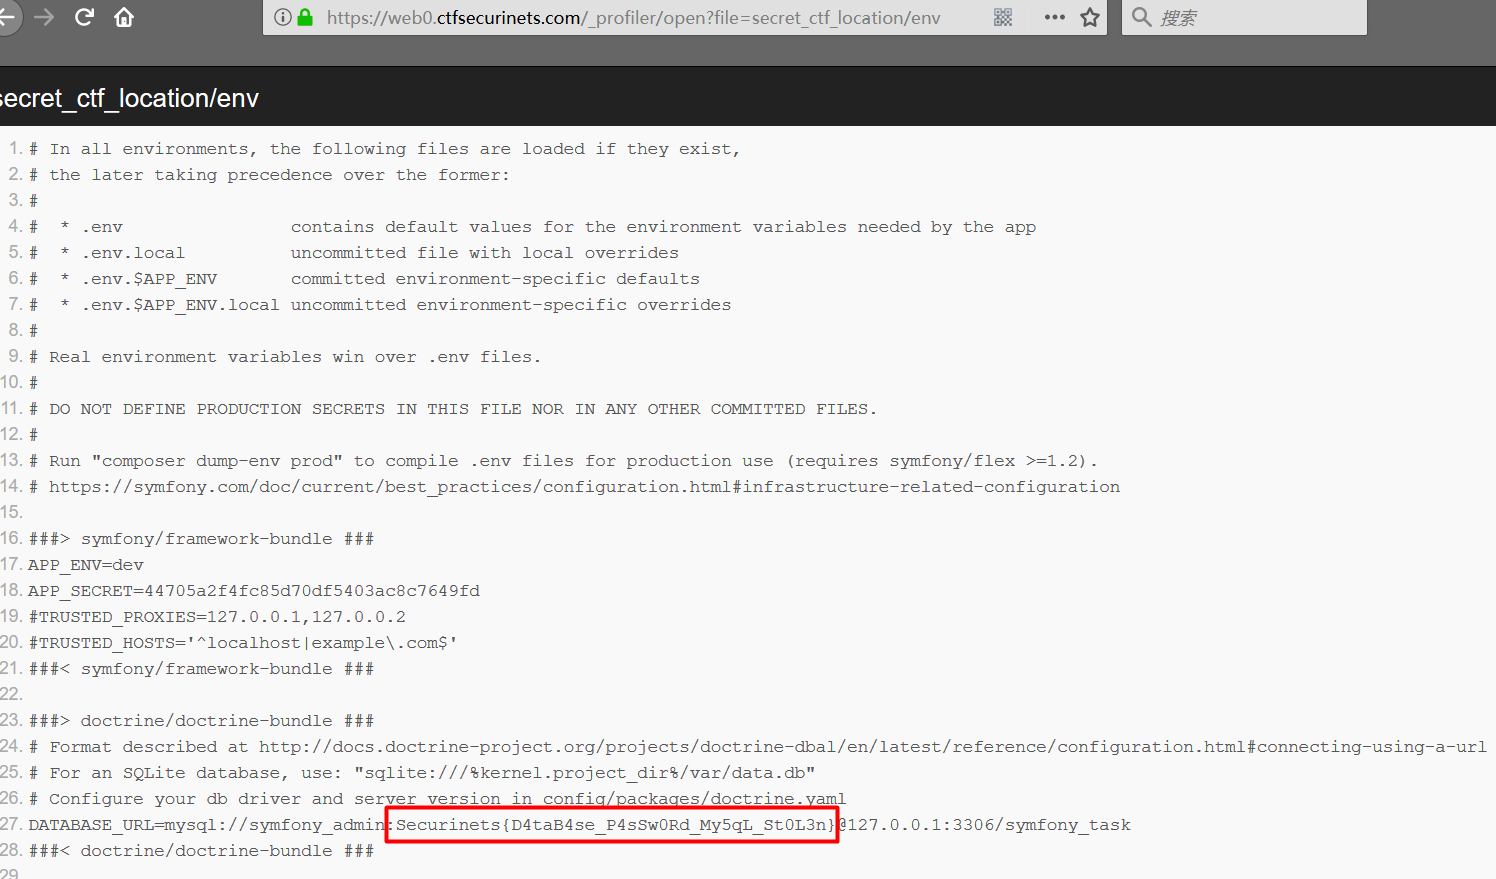 https://web0.ctfsecurinets.com/_profiler/open?file=secret_ctf_location/env
搜索
secret_ctf_location/env
1. # In all environments, the following files are loaded if they exist,
2. # the later taking precedence over the former:
3. #
4. #  * .env                contains default values for the environment variables needed by the app
5. #  * .env.local          uncommitted file with local overrides
6. #  * .env.$APP_ENV       committed environment-specific defaults
7. #  * .env.$APP_ENV.local uncommitted environment-specific overrides
8. #
9. # Real environment variables win over .env files.
10. #
11. # DO NOT DEFINE PRODUCTION SECRETS IN THIS FILE NOR IN ANY OTHER COMMITTED FILES.
12. #
13. # Run "composer dump-env prod" to compile .env files for production use (requires symfony/flex >=1.2).
14. # https://symfony.com/doc/current/best_practices/configuration.html#infrastructure-related-configuration
15.
16. ###> symfony/framework-bundle ###
17. APP_ENV=dev
18. APP_SECRET=44705a2f4fc85d70df5403ac8c7649fd
19. #TRUSTED_PROXIES=127.0.0.1,127.0.0.2
20. #TRUSTED_HOSTS='^localhost|example\.com$'
21. ###< symfony/framework-bundle ###
22.
23. ###> doctrine/doctrine-bundle ###
24. # Format described at http://docs.doctrine-project.org/projects/doctrine-dbal/en/latest/reference/configuration.html#connecting-using-a-url
25. # For an SQLite database, use: "sqlite:///%kernel.project_dir%/var/data.db"
26. # Configure your db driver and server_version in config/packages/doctrine.yaml
27. DATABASE_URL=mysql://symfony_admin:Securinets{D4taB4se_P4sSw0Rd_My5qL_St0L3n}@127.0.0.1:3306/symfony_task
28. ###< doctrine/doctrine-bundle ###
29.